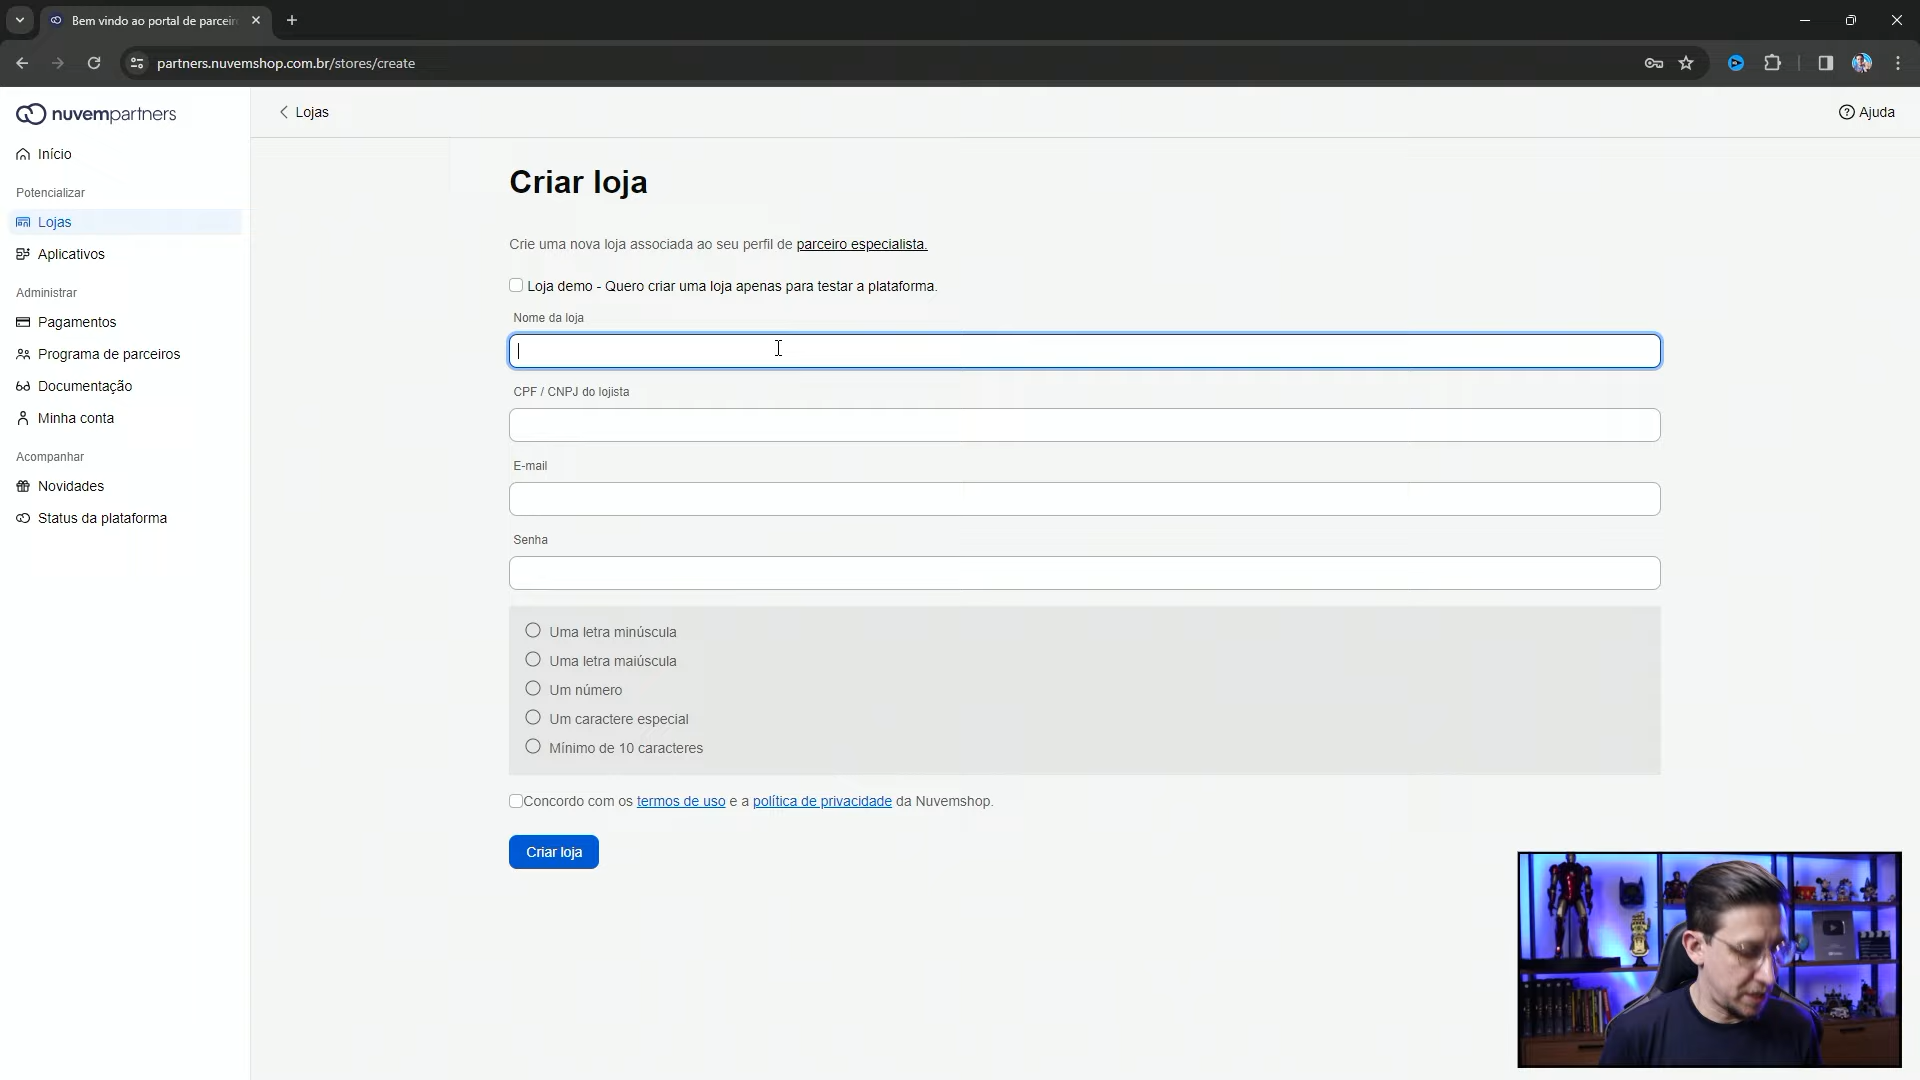 Bem vindo ao portal de parceir
partners.nuvemshop.com.br/stores/create
nuvempartners
Início
Potencializar
Lojas
Aplicativos
Administrar
Pagamentos
Programa de parceiros
Documentação
Minha conta
Acompanhar
Novidades
Status da plataforma
Lojas
Ajuda
Criar loja
Crie uma nova loja associada ao seu perfil de parceiro especialista.
Loja demo - Quero criar uma loja apenas para testar a plataforma.
Nome da loja
CPF / CNPJ do lojista
E-mail
Senha
Uma letra minúscula
Uma letra maiúscula
Um número
Um caractere especial
Mínimo de 10 caracteres
Concordo com os termos de uso e a política de privacidade da Nuvemshop.
Criar loja